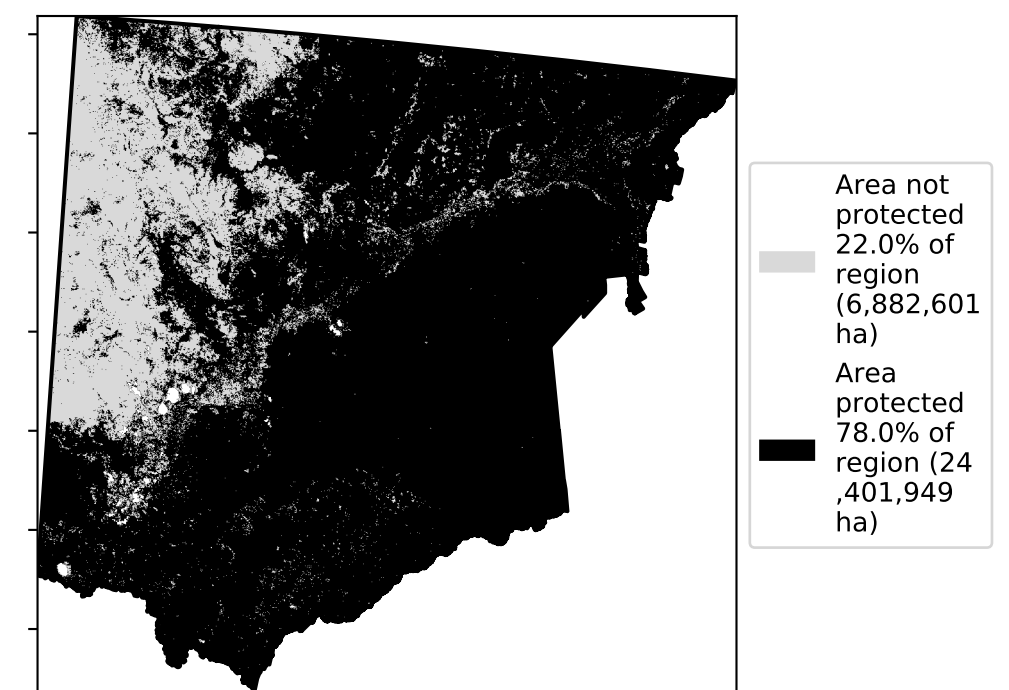 Area not
protected
22.0% of
region
(6,882,601
ha)
Area
protected
78.0% of
region (24
,401,949
ha)